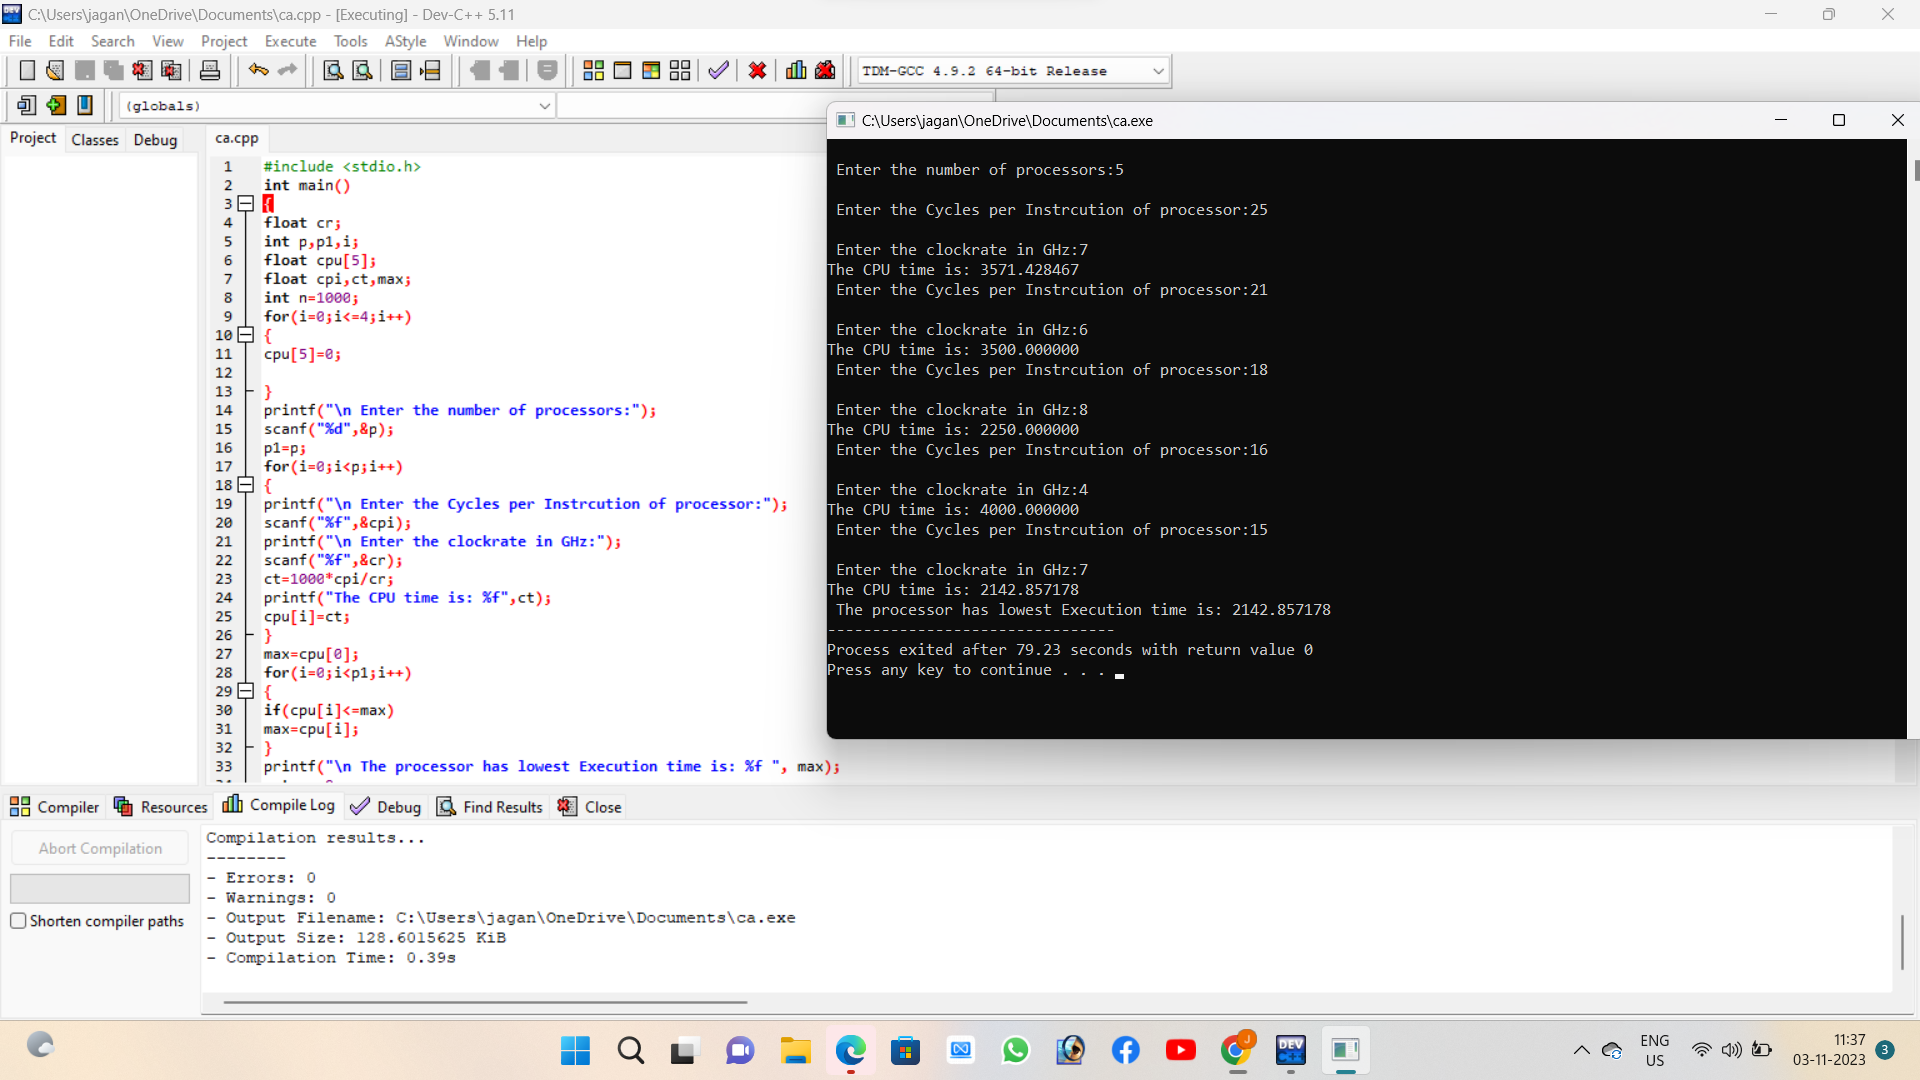 C:\Users\jagan\OneDrive\Documents\ca.cpp - [Executing] - Dev-C++ 5.11
File Edit Search View Project Execute Tools AStyle Window Help
TDM-GCC 4.9.2 64-bit Release
(globals)
Project Classes Debug
ca.cpp
1 #include <stdio.h>
2 int main()
3 {
4 float cr;
5 int p,p1,i;
6 float cpu[5];
7 float cpi,ct,max;
8 int n=1000;
9 for(i=0;i<=4;i++)
10 {
11 cpu[5]=0;
12
13 }
14 printf("\n Enter the number of processors:");
15 scanf("%d",&p);
16 p1=p;
17 for(i=0;i<p;i++)
18 {
19 printf("\n Enter the Cycles per Instrcution of processor:");
20 scanf("%f",&cpi);
21 printf("\n Enter the clockrate in GHz:");
22 scanf("%f",&cr);
23 ct=1000*cpi/cr;
24 printf("The CPU time is: %f",ct);
25 cpu[i]=ct;
26 }
27 max=cpu[0];
28 for(i=0;i<p1;i++)
29 {
30 if(cpu[i]<=max)
31 max=cpu[i];
32 }
33 printf("\n The processor has lowest Execution time is: %f ", max);
C:\Users\jagan\OneDrive\Documents\ca.exe
Enter the number of processors:5
Enter the Cycles per Instrcution of processor:25
Enter the clockrate in GHz:7
The CPU time is: 3571.428467
Enter the Cycles per Instrcution of processor:21
Enter the clockrate in GHz:6
The CPU time is: 3500.000000
Enter the Cycles per Instrcution of processor:18
Enter the clockrate in GHz:8
The CPU time is: 2250.000000
Enter the Cycles per Instrcution of processor:16
Enter the clockrate in GHz:4
The CPU time is: 4000.000000
Enter the Cycles per Instrcution of processor:15
Enter the clockrate in GHz:7
The CPU time is: 2142.857178
The processor has lowest Execution time is: 2142.857178
--------------------------------
Process exited after 79.23 seconds with return value 0
Press any key to continue . . .
Compiler Resources Compile Log Debug Find Results Close
Abort Compilation
Shorten compiler paths
Compilation results...
--------
- Errors: 0
- Warnings: 0
- Output Filename: C:\Users\jagan\OneDrive\Documents\ca.exe
- Output Size: 128.6015625 KiB
- Compilation Time: 0.39s
J
DEV C++
ENG
US
11:37
03-11-2023
3